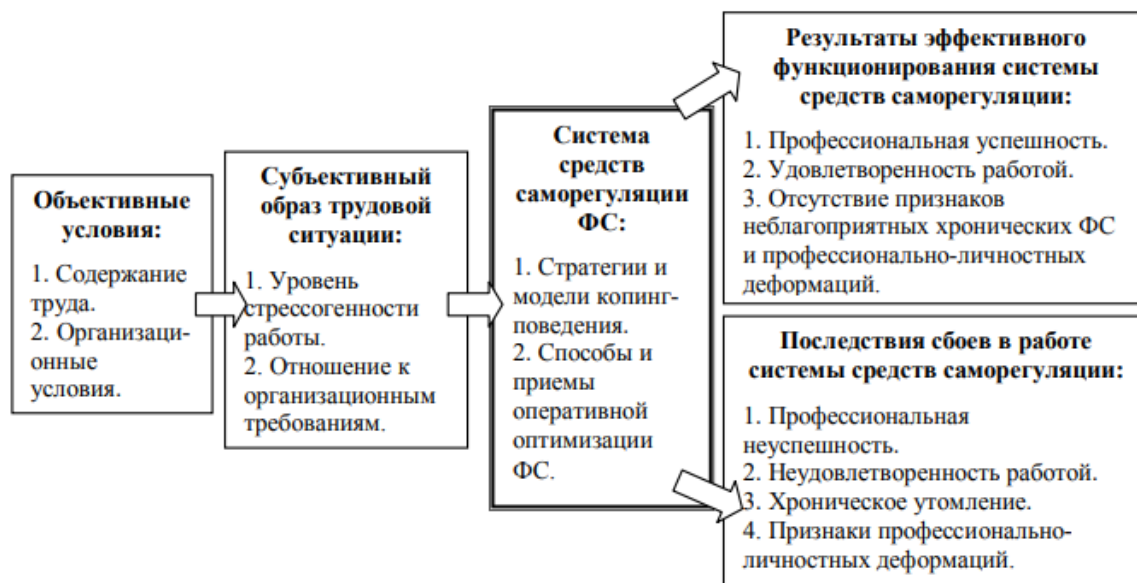 Объективные
условия:
1. Содержание
труда.
2. Организаци-
онные
условия.
Субъективный
образ трудовой
ситуации:
1. Уровень
стрессогенности
работы.
2. Отношение к
организационным
требованиям.
Система
средств
саморегуляции
ФС:
1. Стратегии и
модели копинг-
поведения.
2. Способы и
приемы
оперативной
оптимизации
ФС.
Результаты эффективного
функционирования системы
средств саморегуляции:
1. Профессиональная успешность.
2. Удовлетворенность работой.
3. Отсутствие признаков
неблагоприятных хронических ФС
и профессионально-личностных
деформаций.
Последствия сбоев в работе
системы средств саморегуляции:
1. Профессиональная
неуспешность.
2. Неудовлетворенность работой.
3. Хроническое утомление.
4. Признаки профессионально-
личностных деформаций.